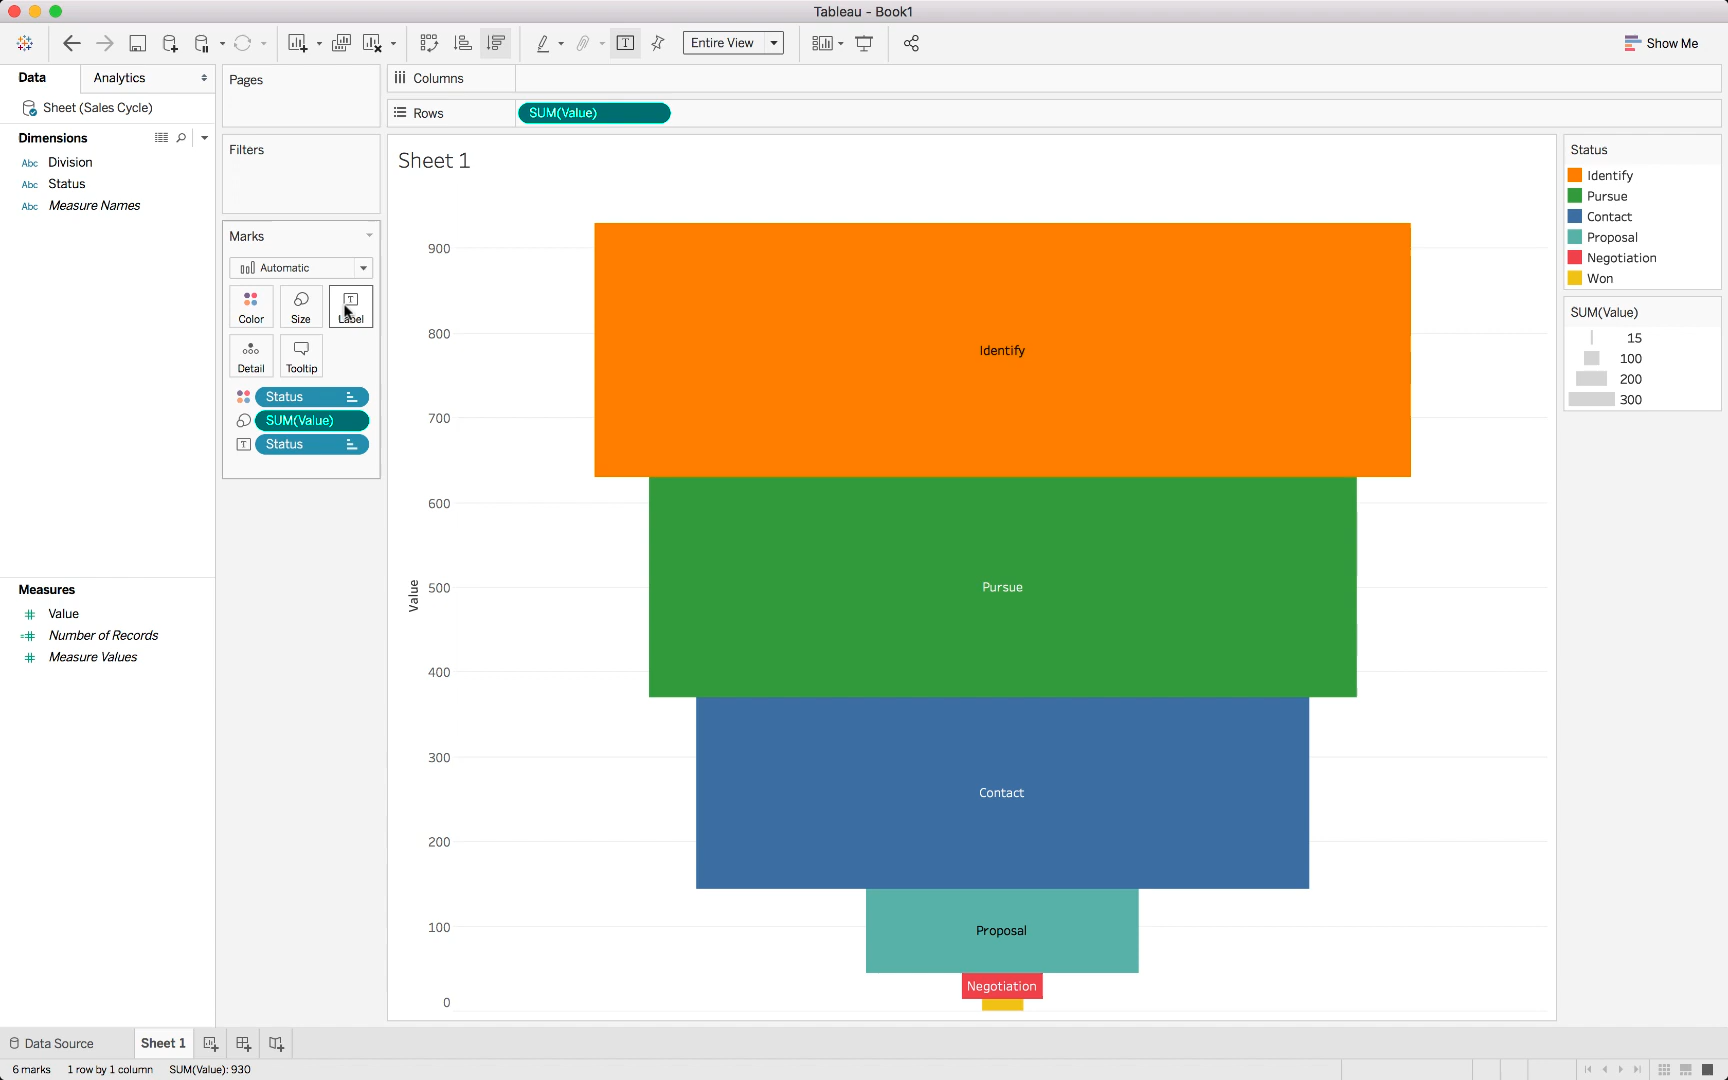 Tableau - Book1
Entire View
Show Me
Data
Analytics
Pages
Columns
Sheet (Sales Cycle)
Rows
SUM(Value)
Dimensions
Filters
Sheet 1
Status
Abc Division
Abc Status
Abc Measure Names
Identify
Pursue
Contact
Proposal
Negotiation
Won
Marks
Automatic
Color
Size
Label
Detail
Tooltip
Status
SUM(Value)
Status
SUM(Value)
15
100
200
300
900
800
700
600
500
400
300
200
100
0
Value
Identify
Pursue
Contact
Proposal
Negotiation
Measures
Value
Number of Records
Measure Values
Data Source
Sheet 1
6 marks
1 row by 1 column
SUM(Value): 930